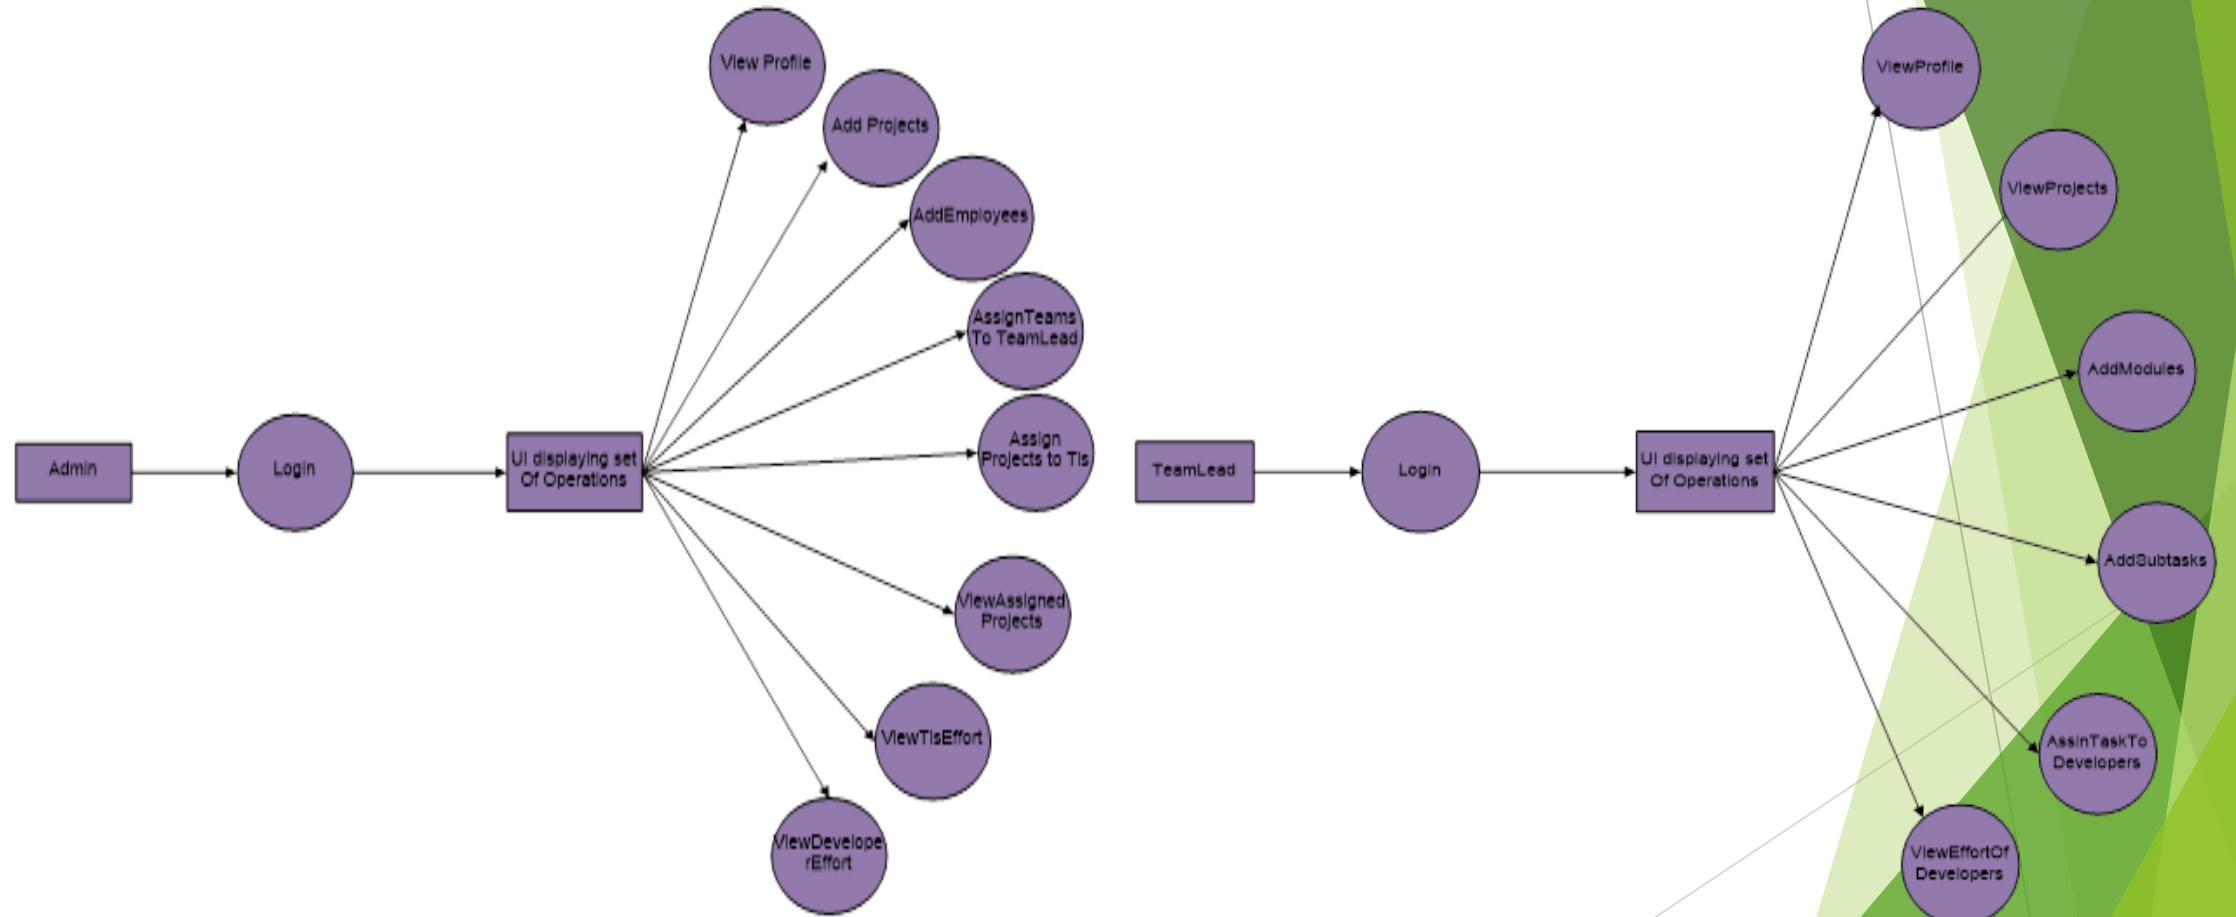 View Profile
Add Projects
AddEmployees
AssignTeams
To TeamLead
Assign
Projects to Tls
Admin
Login
UI displaying set
Of Operations
ViewAssigned
Projects
ViewTlsEffort
ViewDevelope
rEffort
ViewProfile
ViewProjects
AddModules
TeamLead
Login
UI displaying set
Of Operations
AddSubtasks
AssinTaskTo
Developers
ViewEffortOf
Developers